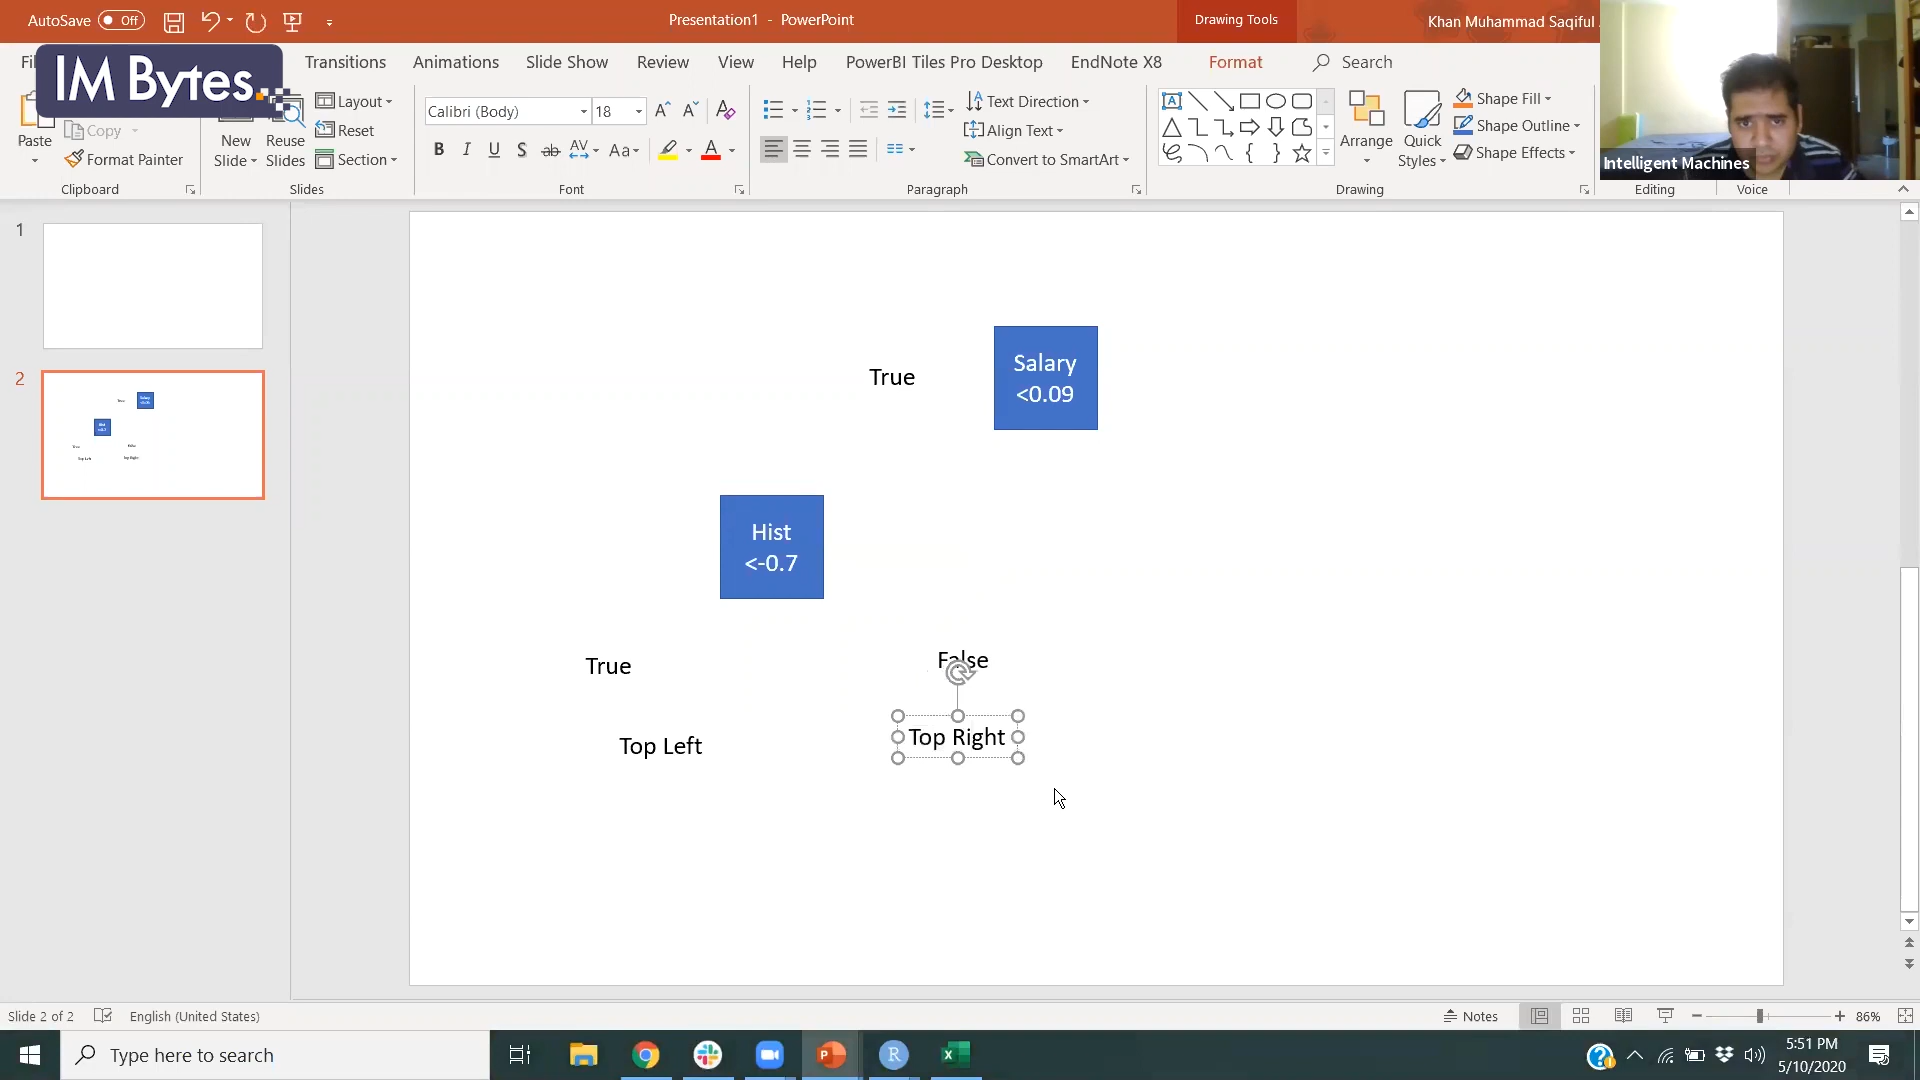 AutoSave Off
Presentation1 - PowerPoint
Drawing Tools
Khan Muhammad Saqiful
IM Bytes
Transitions
Animations
Slide Show
Review
View
Help
PowerBI Tiles Pro Desktop
EndNote X8
Format
Search
Paste
Copy
Format Painter
Clipboard
New
Slide
Reuse
Slides
Layout
Reset
Section
Slides
Calibri (Body)
18
B I U S ab AV Aa
A
Font
Text Direction
Align Text
Convert to SmartArt
Paragraph
Arrange
Quick
Styles
Shape Fill
Shape Outline
Shape Effects
Drawing
Intelligent Machines
Editing
Voice
1
2
True
Salary
<0.09
Hist
<-0.7
True
False
Top Left
Top Right
Slide 2 of 2
English (United States)
Notes
86%
Type here to search
5:51 PM
5/10/2020